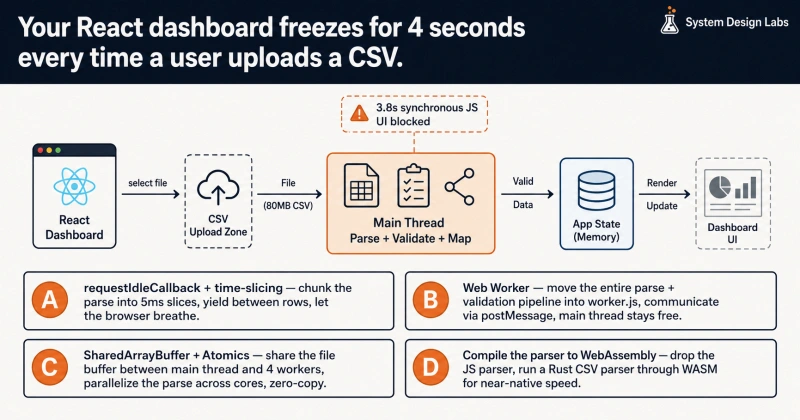 Your React dashboard freezes for 4 seconds
every time a user uploads a CSV.
System Design Labs
3.8s synchronous JS
UI blocked
React
Dashboard
select file
CSV
Upload Zone
File
(80MB CSV)
Main Thread
Parse + Validate + Map
Valid
Data
App State
(Memory)
Render
Update
Dashboard
UI
A
requestIdleCallback + time-slicing — chunk the
parse into 5ms slices, yield between rows, let
the browser breathe.
B
Web Worker — move the entire parse +
validation pipeline into worker.js, communicate
via postMessage, main thread stays free.
C
SharedArrayBuffer + Atomics — share the file
buffer between main thread and 4 workers,
parallelize the parse across cores, zero-copy.
D
Compile the parser to WebAssembly — drop the
JS parser, run a Rust CSV parser through WASM
for near-native speed.